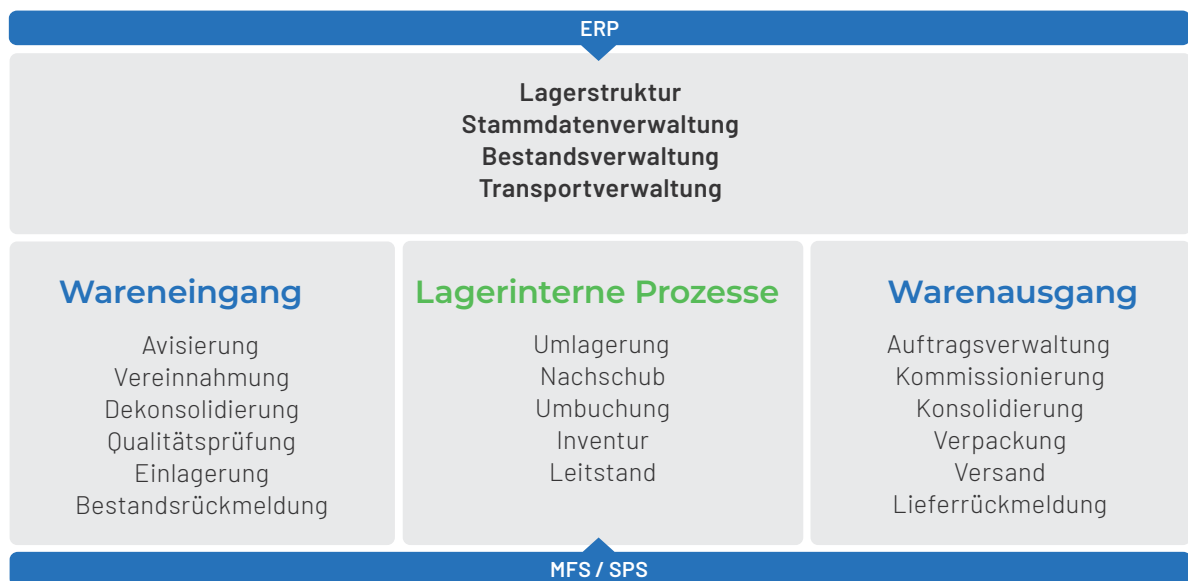 ERP
Lagerstruktur
Stammdatenverwaltung
Bestandsverwaltung
Transportverwaltung
Wareneingang
Avisierung
Vereinnahmung
Dekonsolidierung
Qualitätsprüfung
Einlagerung
Bestandsrückmeldung
Lagerinterne Prozesse
Umlagerung
Nachschub
Umbuchung
Inventur
Leitstand
Warenausgang
Auftragsverwaltung
Kommissionierung
Konsolidierung
Verpackung
Versand
Lieferrückmeldung
MFS / SPS